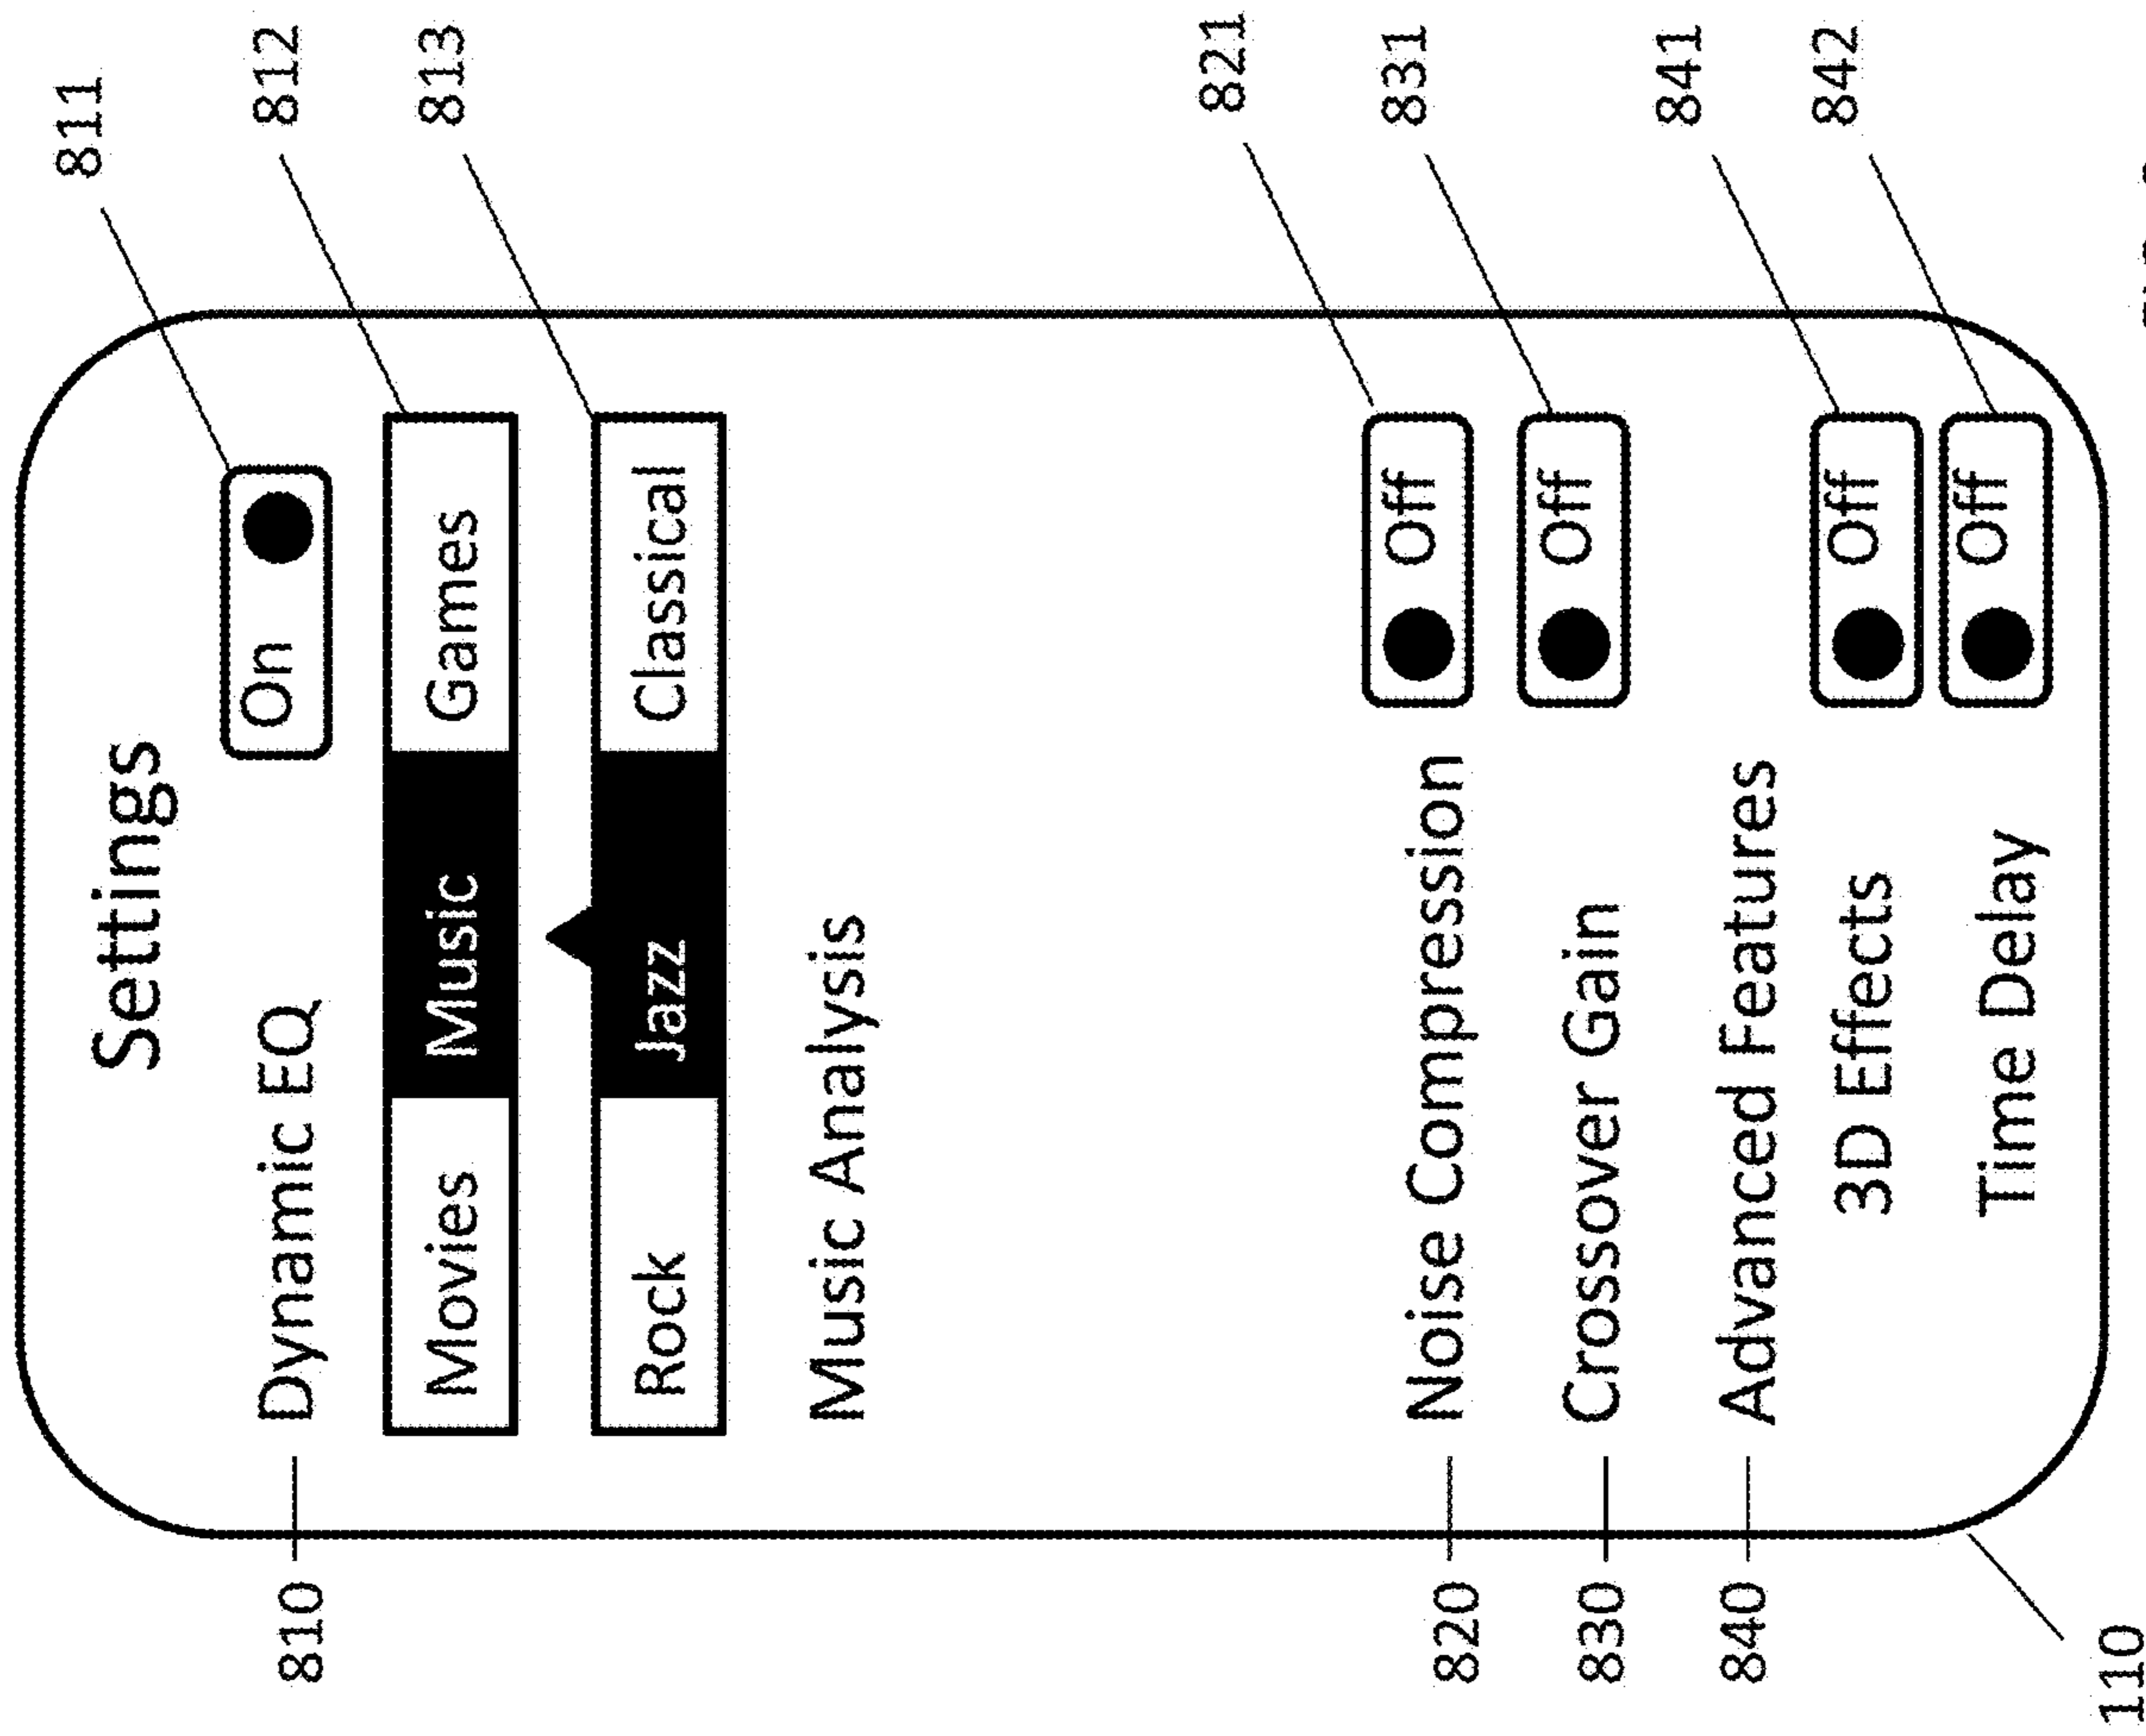 Settings
811
810 Dynamic EQ On
812
Movies Music Games
813
Rock Jazz Classical
Music Analysis
821
820 Noise Compression Off
831
830 Crossover Gain Off
840 Advanced Features
841
3D Effects Off
842
Time Delay Off
110